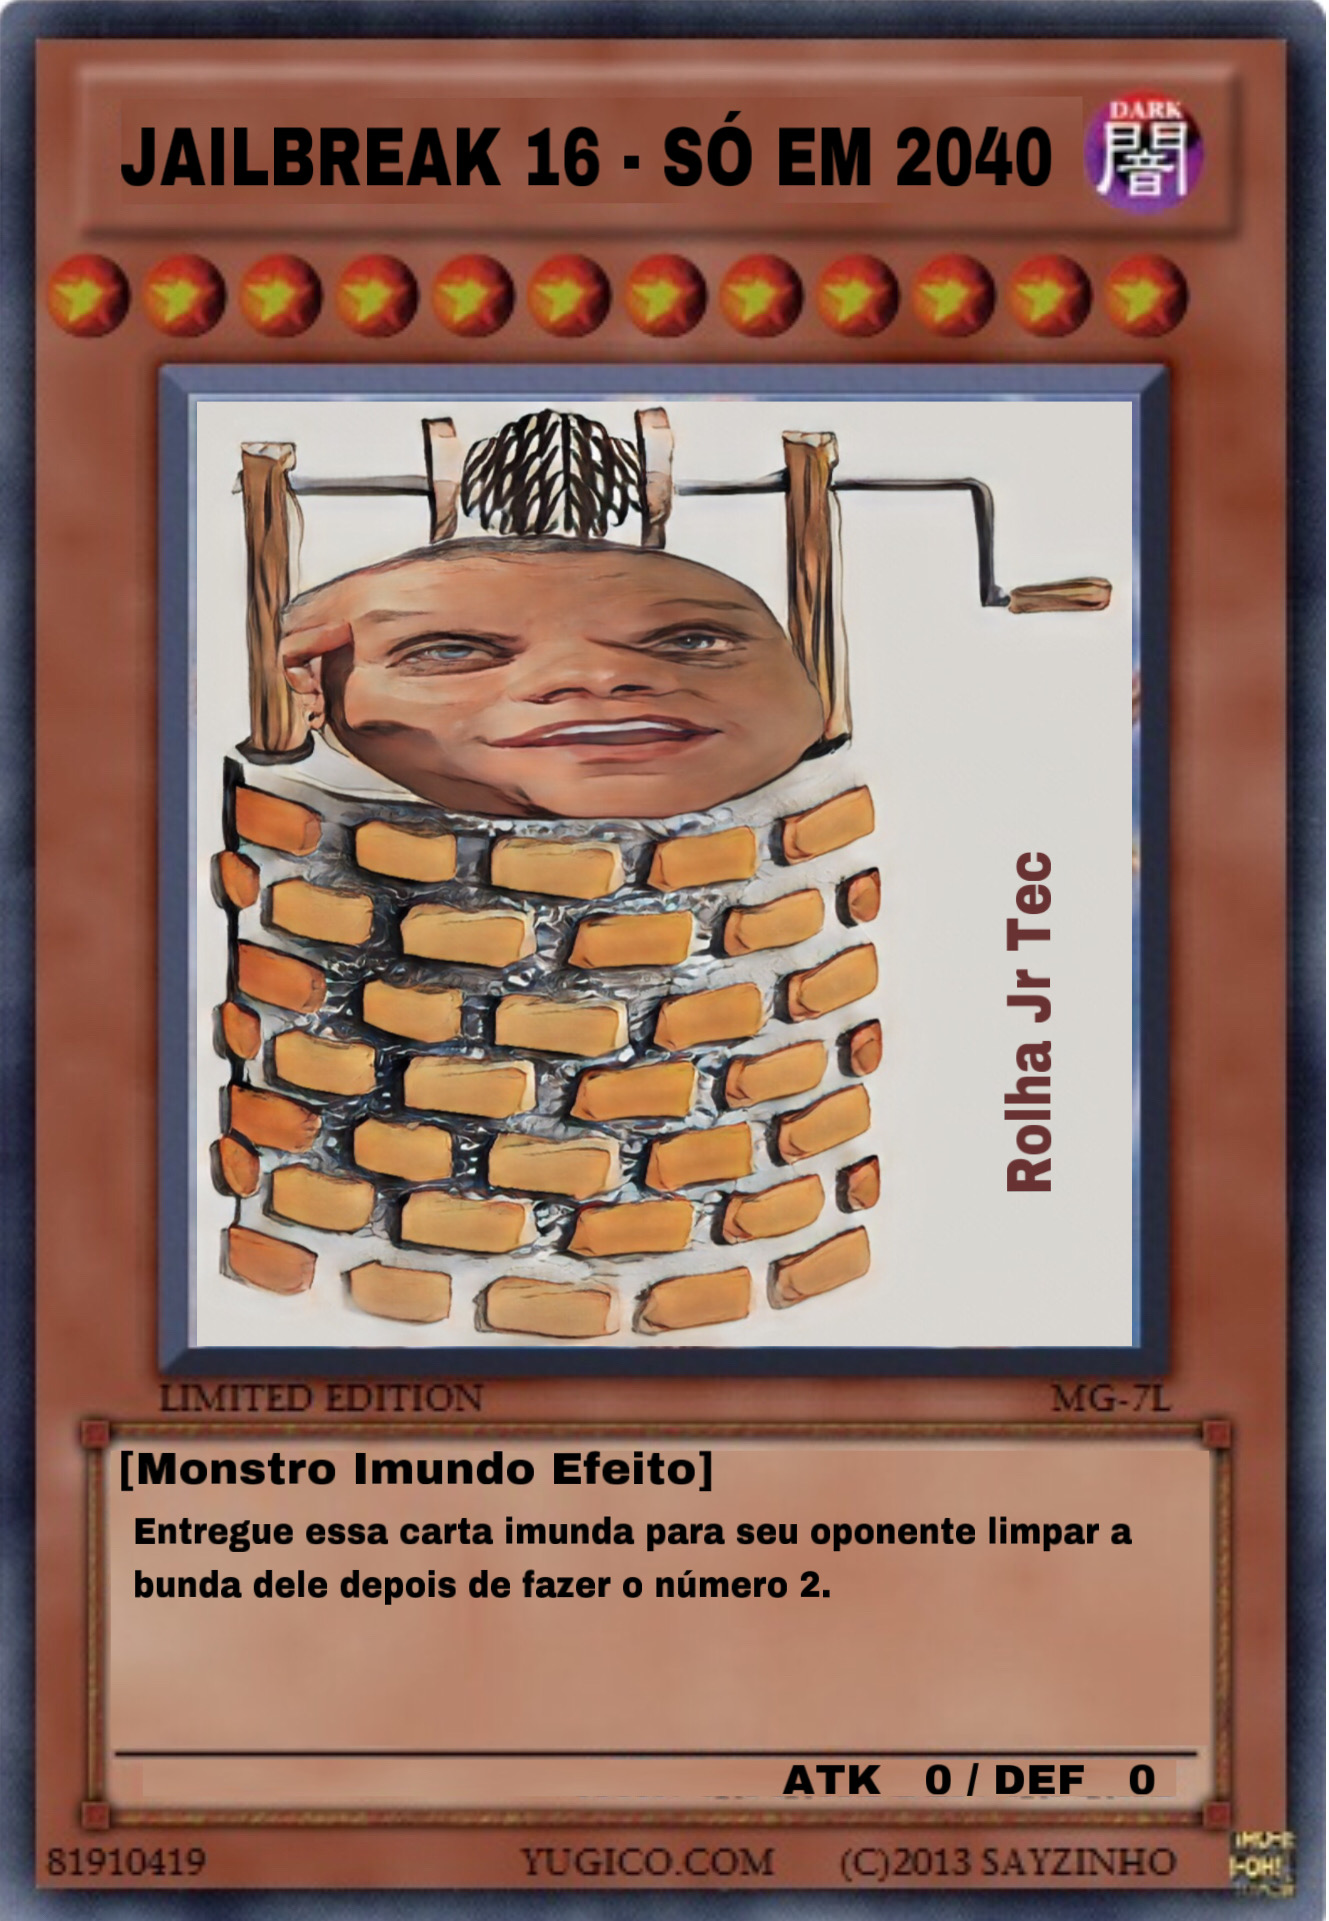 JAILBREAK 16 - SÓ EM 2040
DARK
闇
Rolha Jr Tec
LIMITED EDITION
MG-7L
[Monstro Imundo Efeito]
Entregue essa carta imunda para seu oponente limpar a
bunda dele depois de fazer o número 2.
ATK 0 / DEF 0
81910419
YUGICO.COM
(C)2013 SAYZINHO